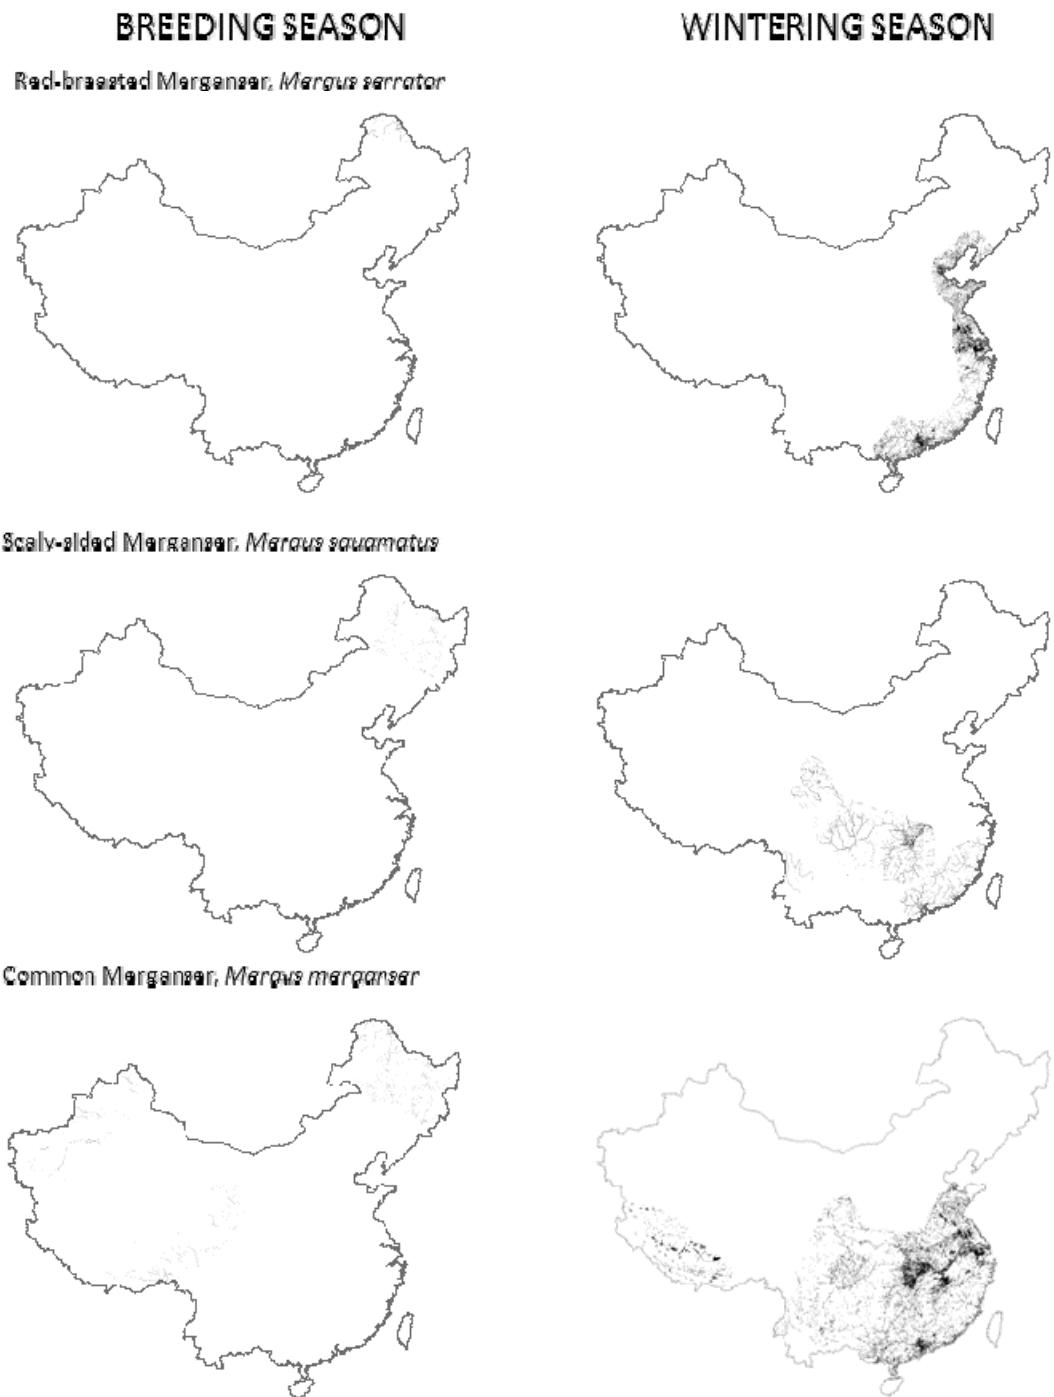 BREEDING SEASON
WINTERING SEASON
Red-breasted Merganser, Mergus serrator
Scaly-sided Merganser, Mergus squamatus
Common Merganser, Mergus merganser